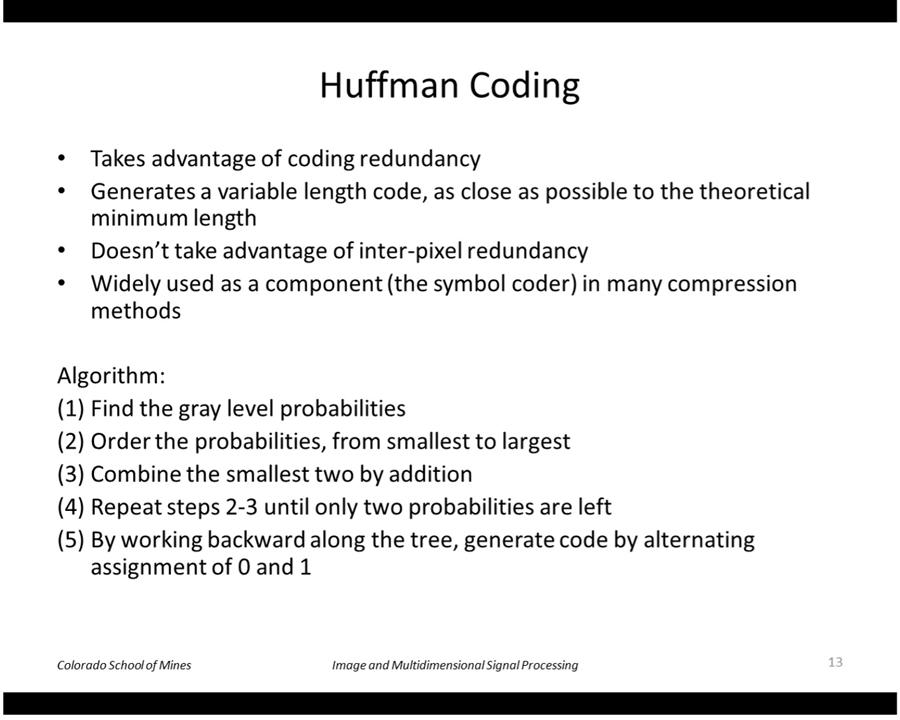 Huffman Coding
• Takes advantage of coding redundancy
• Generates a variable length code, as close as possible to the theoretical
minimum length
• Doesn’t take advantage of inter-pixel redundancy
• Widely used as a component (the symbol coder) in many compression
methods
Algorithm:
(1) Find the gray level probabilities
(2) Order the probabilities, from smallest to largest
(3) Combine the smallest two by addition
(4) Repeat steps 2-3 until only two probabilities are left
(5) By working backward along the tree, generate code by alternating
assignment of 0 and 1
Colorado School of Mines
Image and Multidimensional Signal Processing
13